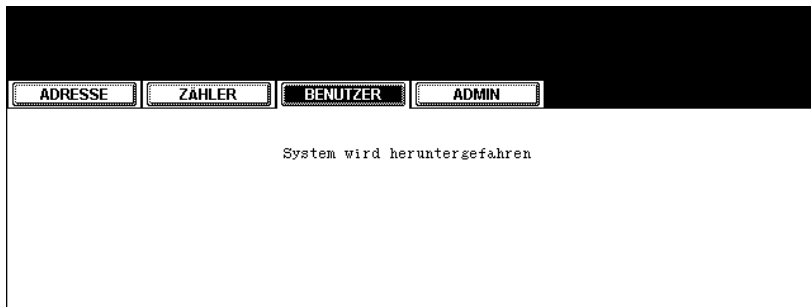 ADRESSE ZÄHLER BENUTZER ADMIN
System wird heruntergefahren